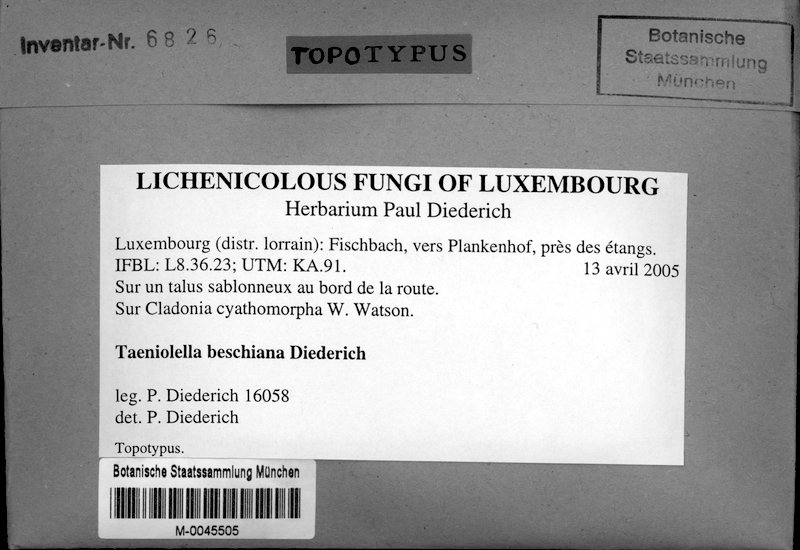 Inventar-Nr. 6826
TOPOTYPUS
Botanische
Staatssammlung
München
LICHENICOLOUS FUNGI OF LUXEMBOURG
Herbarium Paul Diederich
Luxembourg (distr. lorrain): Fischbach, vers Plankenhof, près des étangs.
IFBL: L8.36.23; UTM: KA.91. 13 avril 2005
Sur un talus sablonneux au bord de la route.
Sur Cladonia cyathomorpha W. Watson.
Taeniolella beschiana Diederich
leg. P. Diederich 16058
det. P. Diederich
Topotypus.
Botanische Staatssammlung München
M-0045505